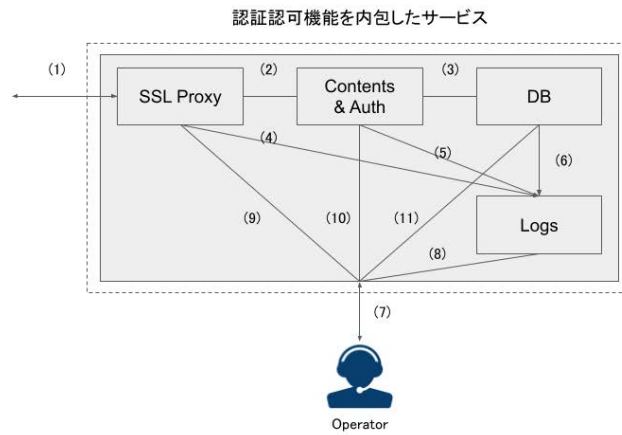 認証認可機能を内包したサービス
(1)
(2)
(3)
SSL Proxy
Contents
& Auth
DB
(4)
(5)
(6)
(9)
(10)
(11)
Logs
(8)
(7)
Operator